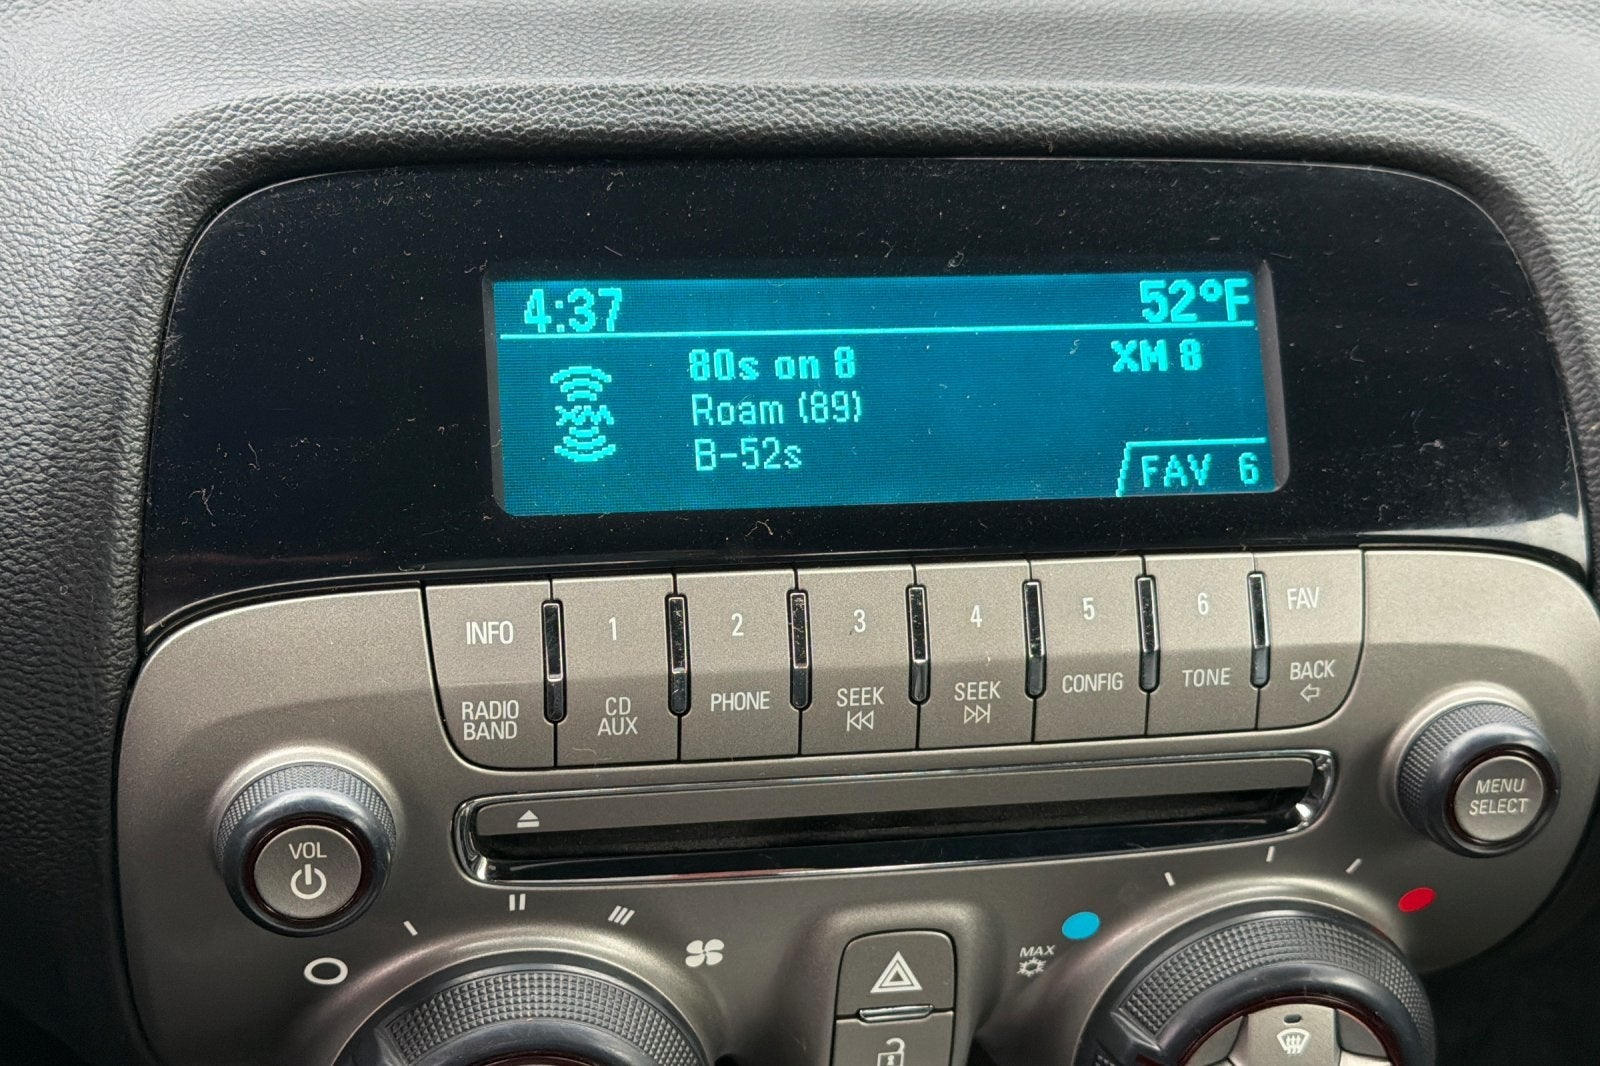 4:37 52°F
80s on 8 XM 8
XM Roam (89)
B-52s
FAV 6
INFO 1 2 3 4 5 6 FAV
RADIO BAND CD AUX PHONE SEEK SEEK CONFIG TONE BACK
VOL
MENU
SELECT
MAX